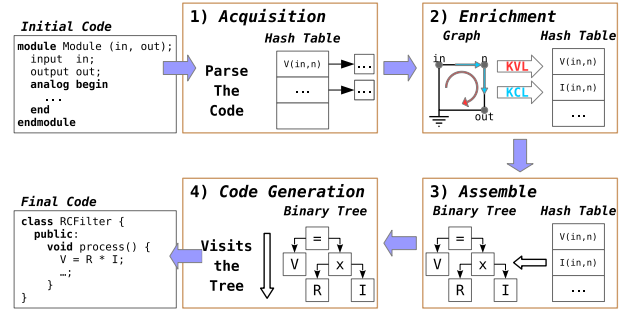 Initial Code
module Module (in, out);
input in;
output out;
analog begin
...
end
endmodule
1) Acquisition
Hash Table
Parse
The
Code
V(in,n)
...
...
...
2) Enrichment
Graph
Hash Table
in
n
out
KVL
KCL
V(in,n)
I(in,n)
...
3) Assemble
Binary Tree
Hash Table
=
V
x
R
I
V(in,n)
I(in,n)
...
4) Code Generation
Binary Tree
Visits
the
Tree
=
V
x
R
I
Final Code
class RCFilter {
public:
void process() {
V = R * I;
…;
}
}